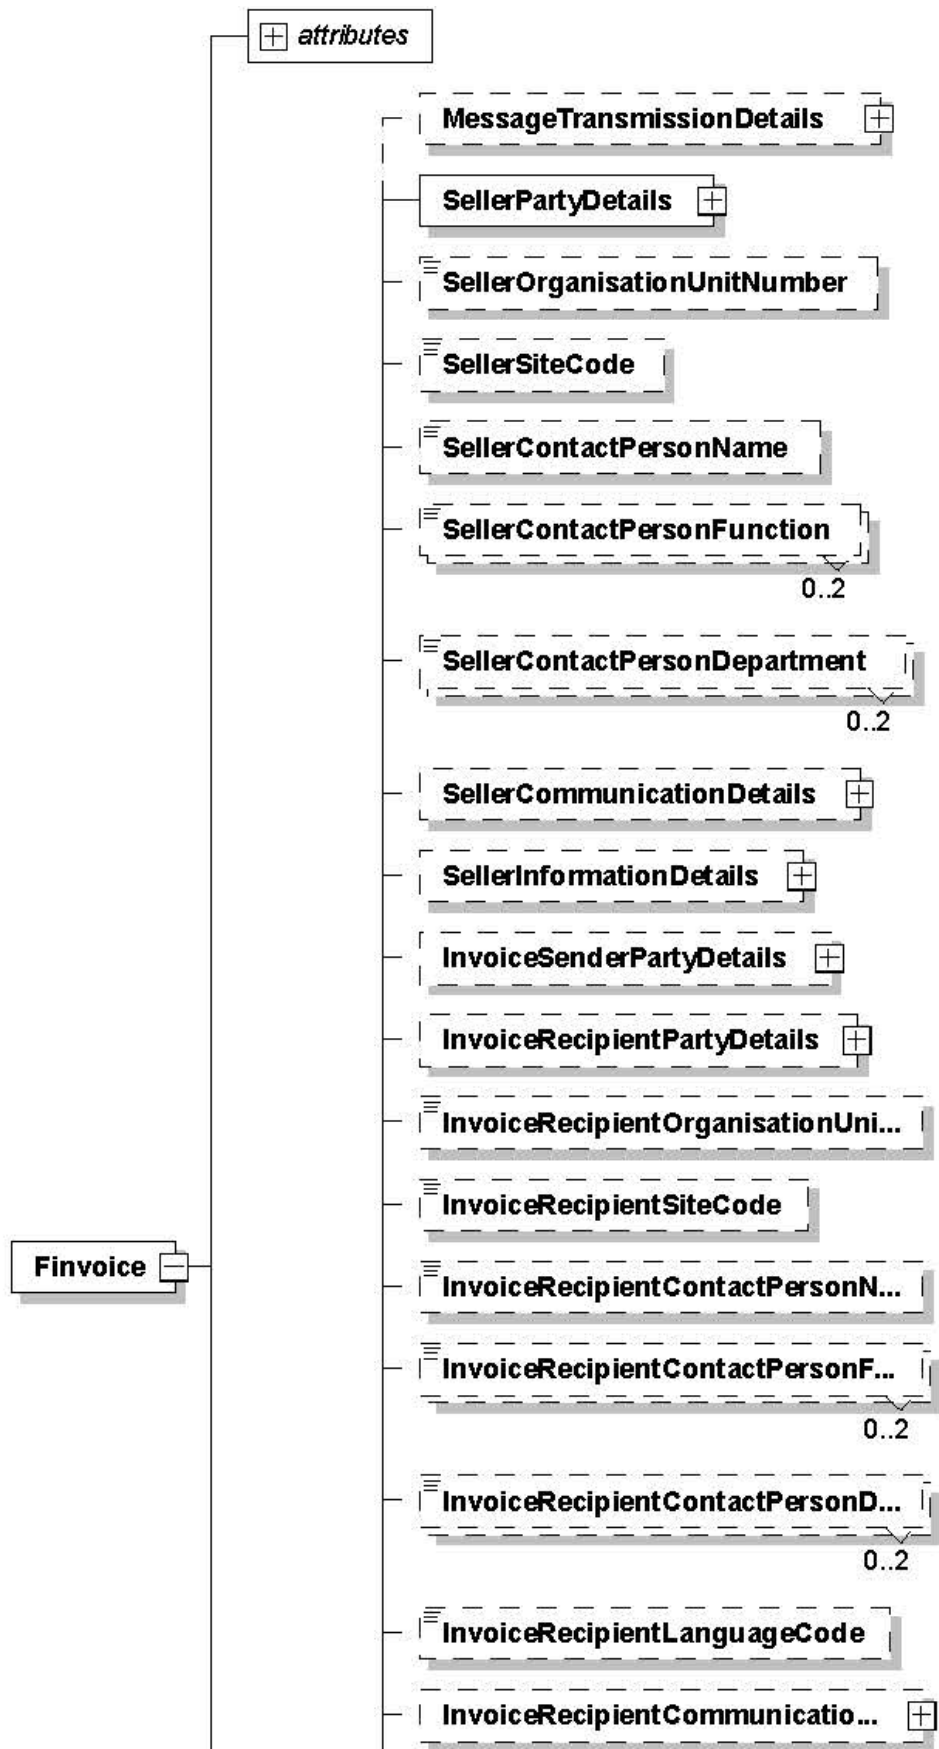 attributes
MessageTransmissionDetails
SellerPartyDetails
SellerOrganisationUnitNumber
SellerSiteCode
SellerContactPersonName
SellerContactPersonFunction
0..2
SellerContactPersonDepartment
0..2
SellerCommunicationDetails
SellerInformationDetails
InvoiceSenderPartyDetails
InvoiceRecipientPartyDetails
InvoiceRecipientOrganisationUni...
InvoiceRecipientSiteCode
Finvoice
InvoiceRecipientContactPersonN...
InvoiceRecipientContactPersonF...
0..2
InvoiceRecipientContactPersonD...
0..2
InvoiceRecipientLanguageCode
InvoiceRecipientCommunicatio...